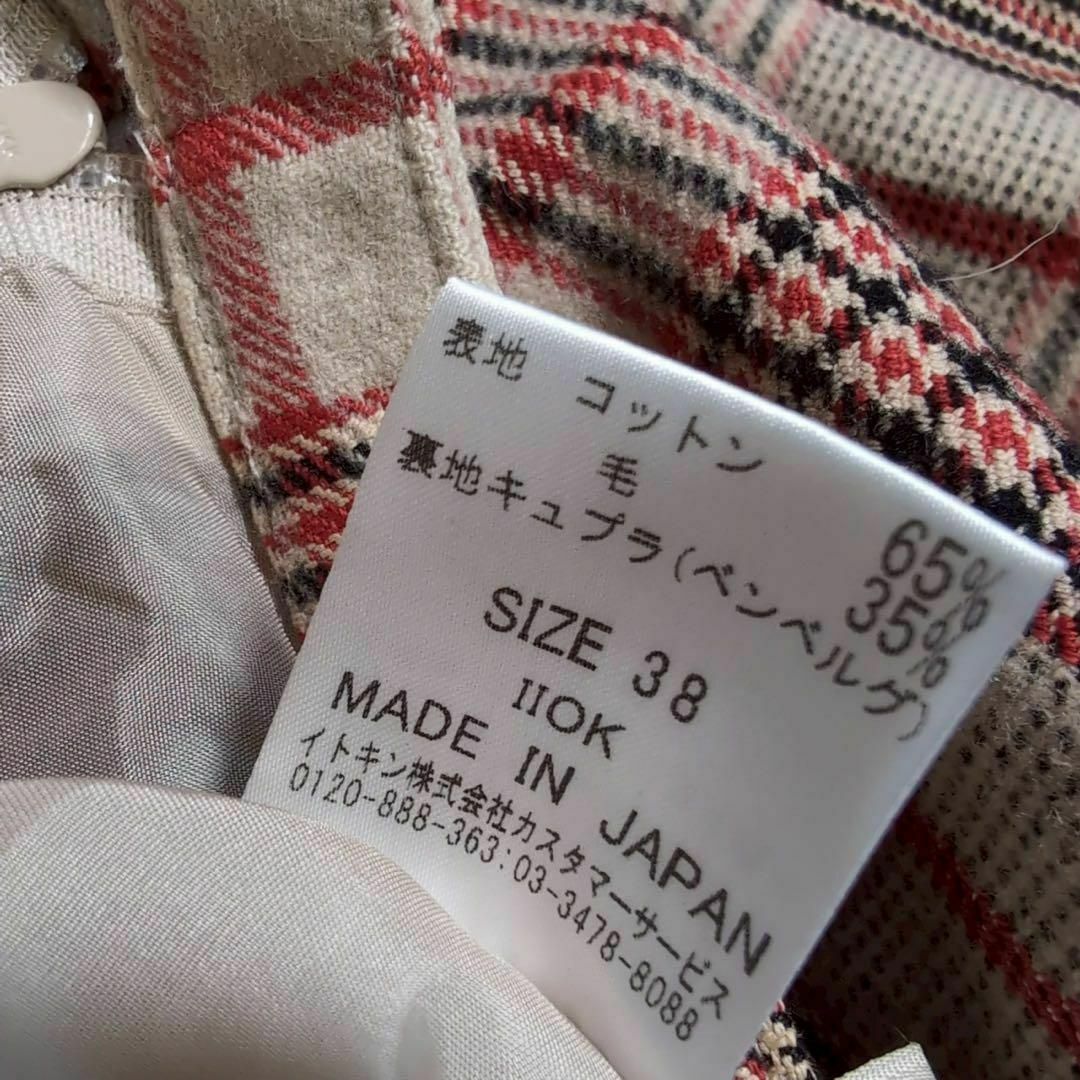 表地 コットン 65%
毛 35%
裏地キュプラ(ベンベルグ)
SIZE 38
IIOK
MADE IN JAPAN
イトキン株式会社カスタマーサービス
0120-888-363:03-3478-8088